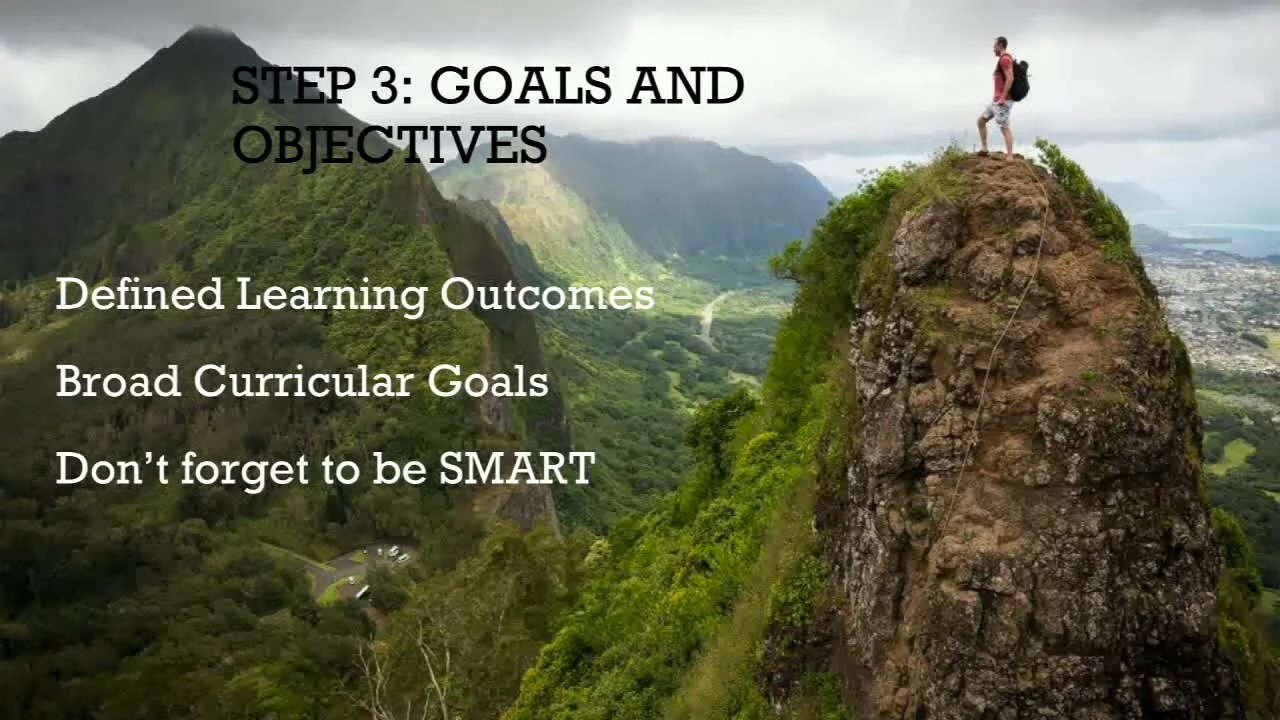 STEP 3: GOALS AND
OBJECTIVES
Defined Learning Outcomes
Broad Curricular Goals
Don’t forget to be SMART